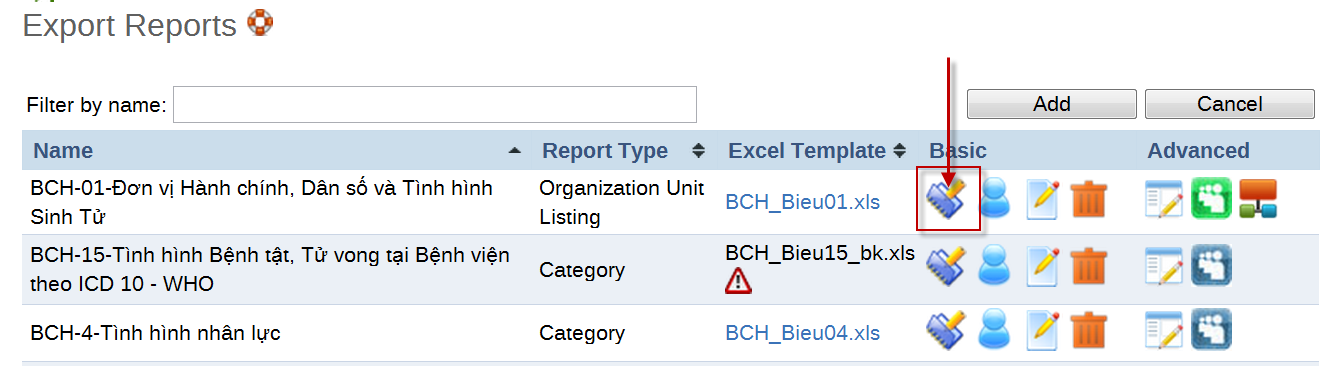 Export Reports
Filter by name:
Add
Cancel
Name
Report Type
Excel Template
Basic
Advanced
BCH-01-Đơn vị Hành chính, Dân số và Tình hình
Sinh Tử
Organization Unit
Listing
BCH_Bieu01.xls
BCH-15-Tình hình Bệnh tật, Tử vong tại Bệnh viện
theo ICD 10 - WHO
Category
BCH_Bieu15_bk.xls
BCH-4-Tình hình nhân lực
Category
BCH_Bieu04.xls